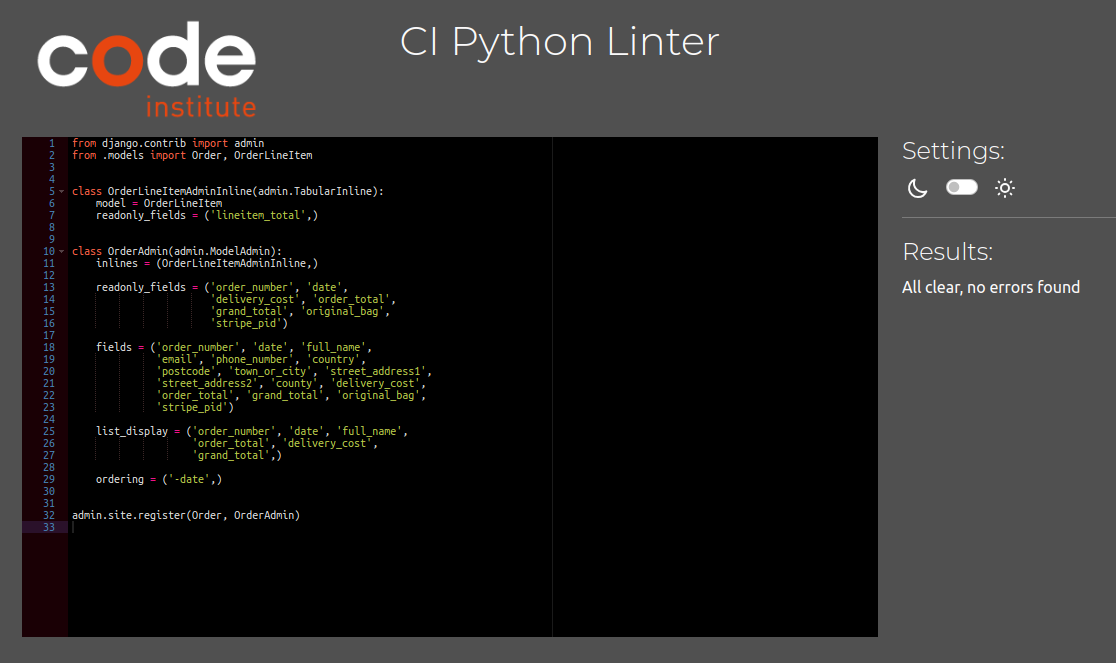 code
institute
CI Python Linter
1 from django.contrib import admin
2 from .models import Order, OrderLineItem
3
4
5 class OrderLineItemAdminInline(admin.TabularInline):
6     model = OrderLineItem
7     readonly_fields = ('lineitem_total',)
8
9
10 class OrderAdmin(admin.ModelAdmin):
11     inlines = (OrderLineItemAdminInline,)
12
13     readonly_fields = ('order_number', 'date',
14                        'delivery_cost', 'order_total',
15                        'grand_total', 'original_bag',
16                        'stripe_pid')
17
18     fields = ('order_number', 'date', 'full_name',
19               'email', 'phone_number', 'country',
20               'postcode', 'town_or_city', 'street_address1',
21               'street_address2', 'county', 'delivery_cost',
22               'order_total', 'grand_total', 'original_bag',
23               'stripe_pid')
24
25     list_display = ('order_number', 'date', 'full_name',
26                     'order_total', 'delivery_cost',
27                     'grand_total',)
28
29     ordering = ('-date',)
30
31
32 admin.site.register(Order, OrderAdmin)
33
Settings:
Results:
All clear, no errors found